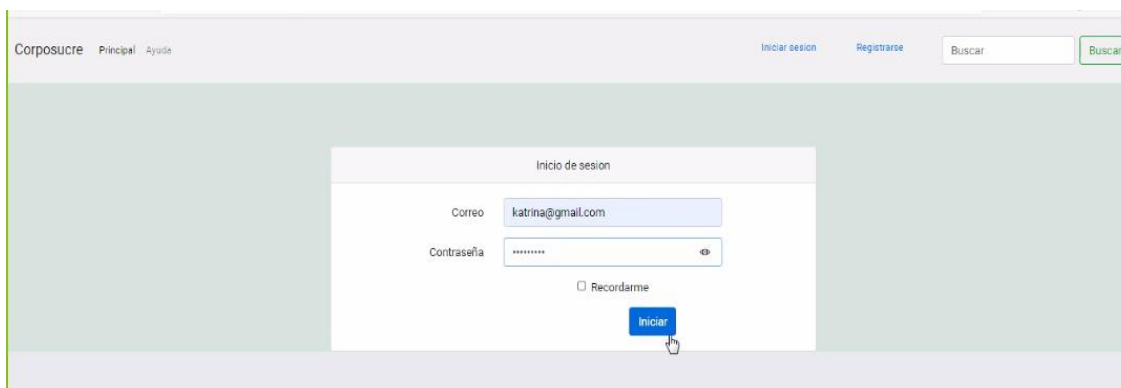 Corposucre Principal Ayuda Iniciar sesion Registrarse Buscar Buscar
Inicio de sesion
Correo katrina@gmail.com
Contraseña •••••••••
Recordarme
Iniciar